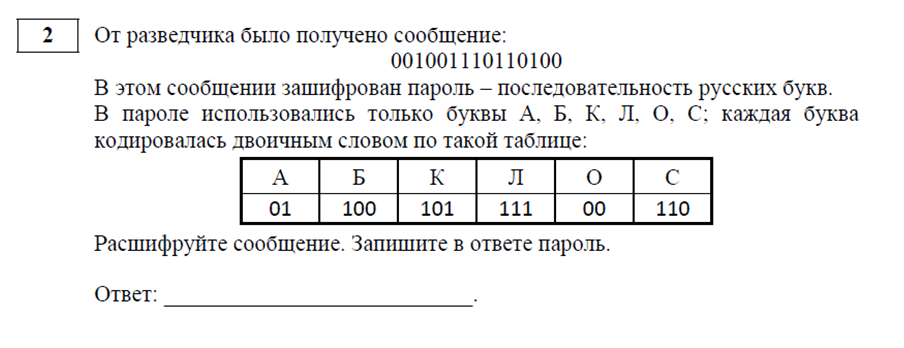 2
От разведчика было получено сообщение:
001001110110100
В этом сообщении зашифрован пароль – последовательность русских букв.
В пароле использовались только буквы А, Б, К, Л, О, С; каждая буква
кодировалась двоичным словом по такой таблице:
А Б К Л О С
01 100 101 111 00 110
Расшифруйте сообщение. Запишите в ответе пароль.
Ответ: ____________________________.